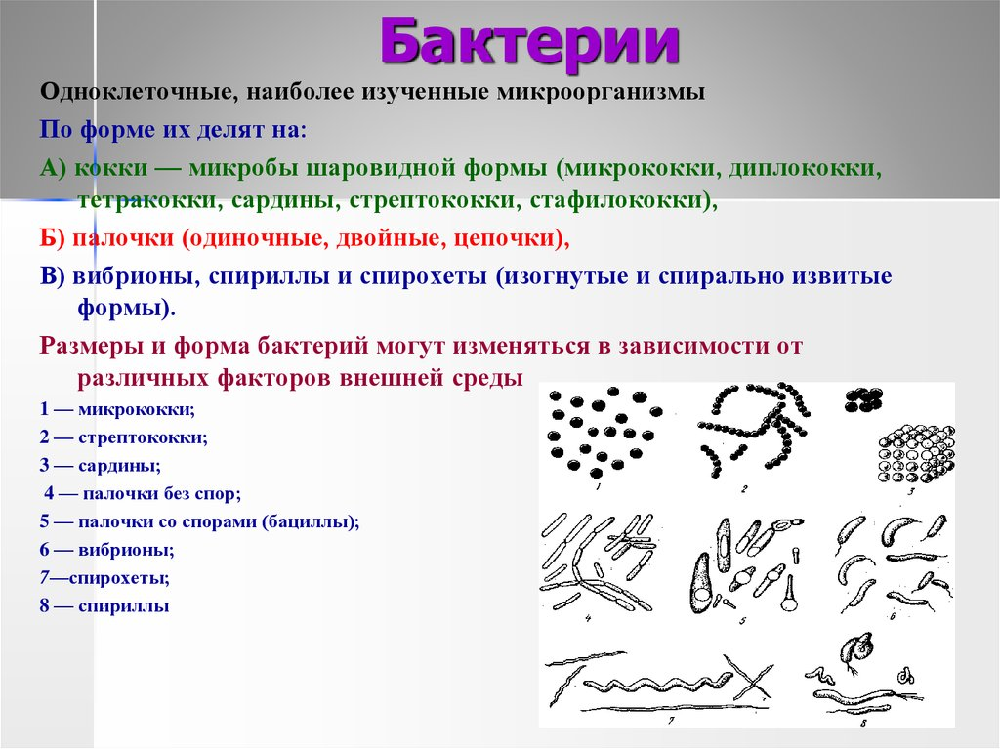 Бактерии
Одноклеточные, наиболее изученные микроорганизмы
По форме их делят на:
А) кокки — микробы шаровидной формы (микрококки, диплококки,
тетракокки, сардины, стрептококки, стафилококки),
Б) палочки (одиночные, двойные, цепочки),
В) вибрионы, спириллы и спирохеты (изогнутые и спирально извитые
формы).
Размеры и форма бактерий могут изменяться в зависимости от
различных факторов внешней среды
1 — микрококки;
2 — стрептококки;
3 — сардины;
4 — палочки без спор;
5 — палочки со спорами (бациллы);
6 — вибрионы;
7—спирохеты;
8 — спириллы
1 2 3
4 5 6
7 8